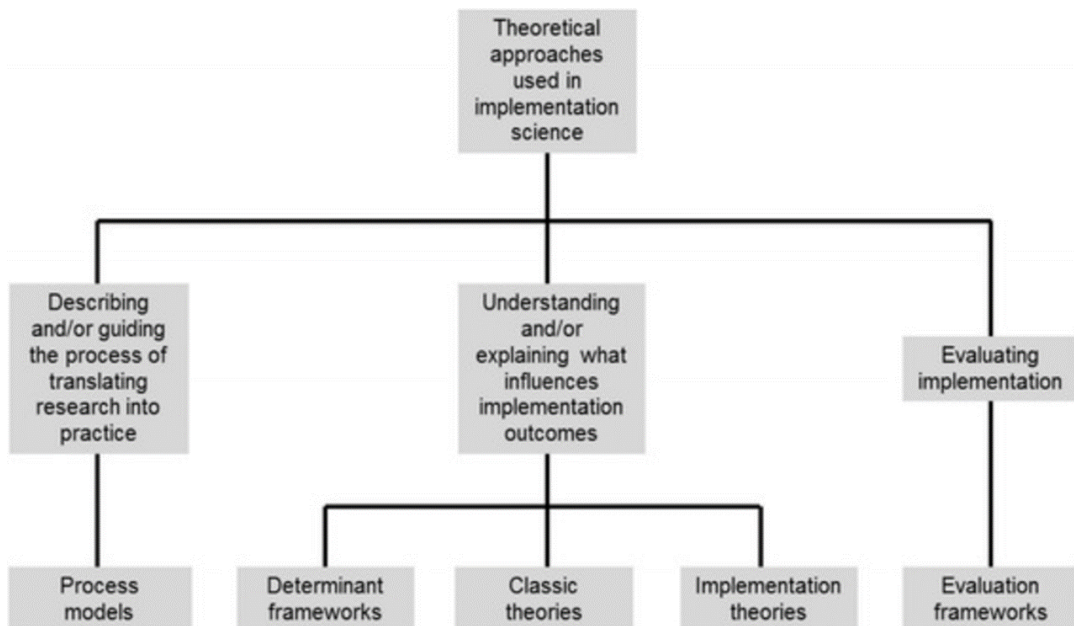 Theoretical
approaches
used in
implementation
science
Describing
and/or guiding
the process of
translating
research into
practice
Understanding
and/or
explaining what
influences
implementation
outcomes
Evaluating
implementation
Process
models
Determinant
frameworks
Classic
theories
Implementation
theories
Evaluation
frameworks